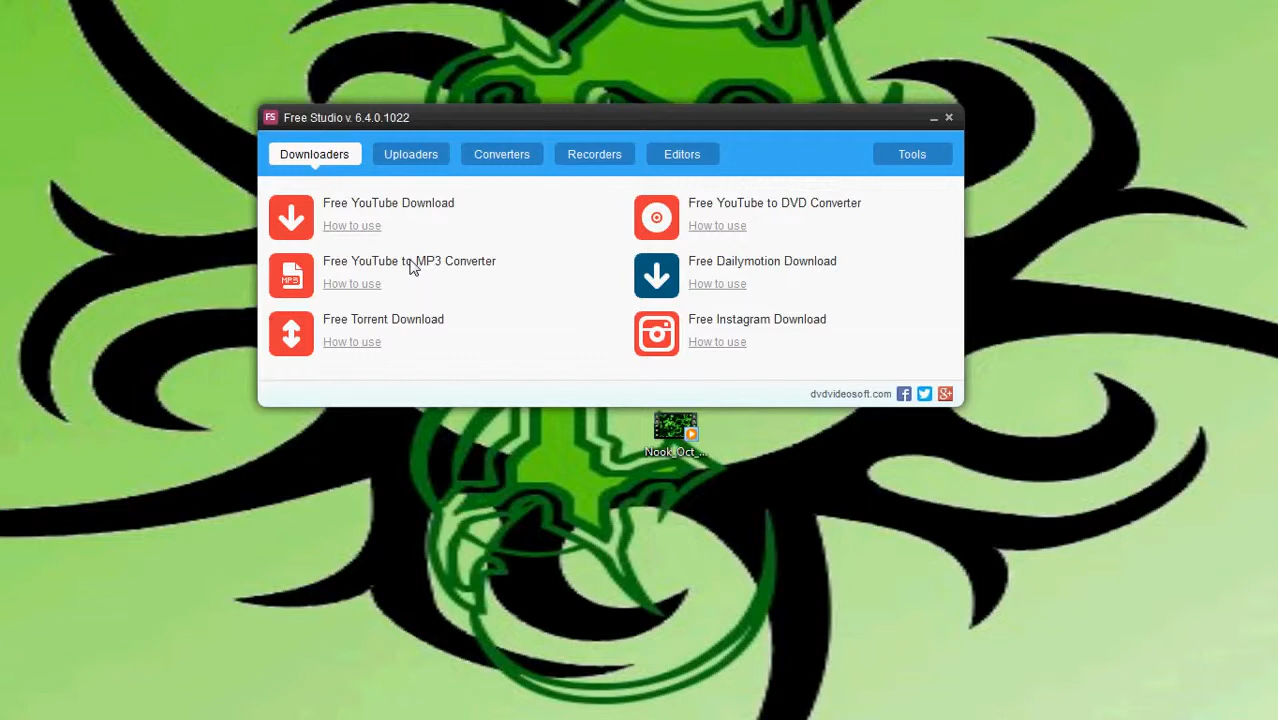 FS Free Studio v. 6.4.0.1022
Downloaders Uploaders Converters Recorders Editors Tools
Free YouTube Download
How to use
Free YouTube to DVD Converter
How to use
MP3
Free YouTube to MP3 Converter
How to use
Free Dailymotion Download
How to use
Free Torrent Download
How to use
Free Instagram Download
How to use
dvdvideosoft.com
Nook_Oct_...